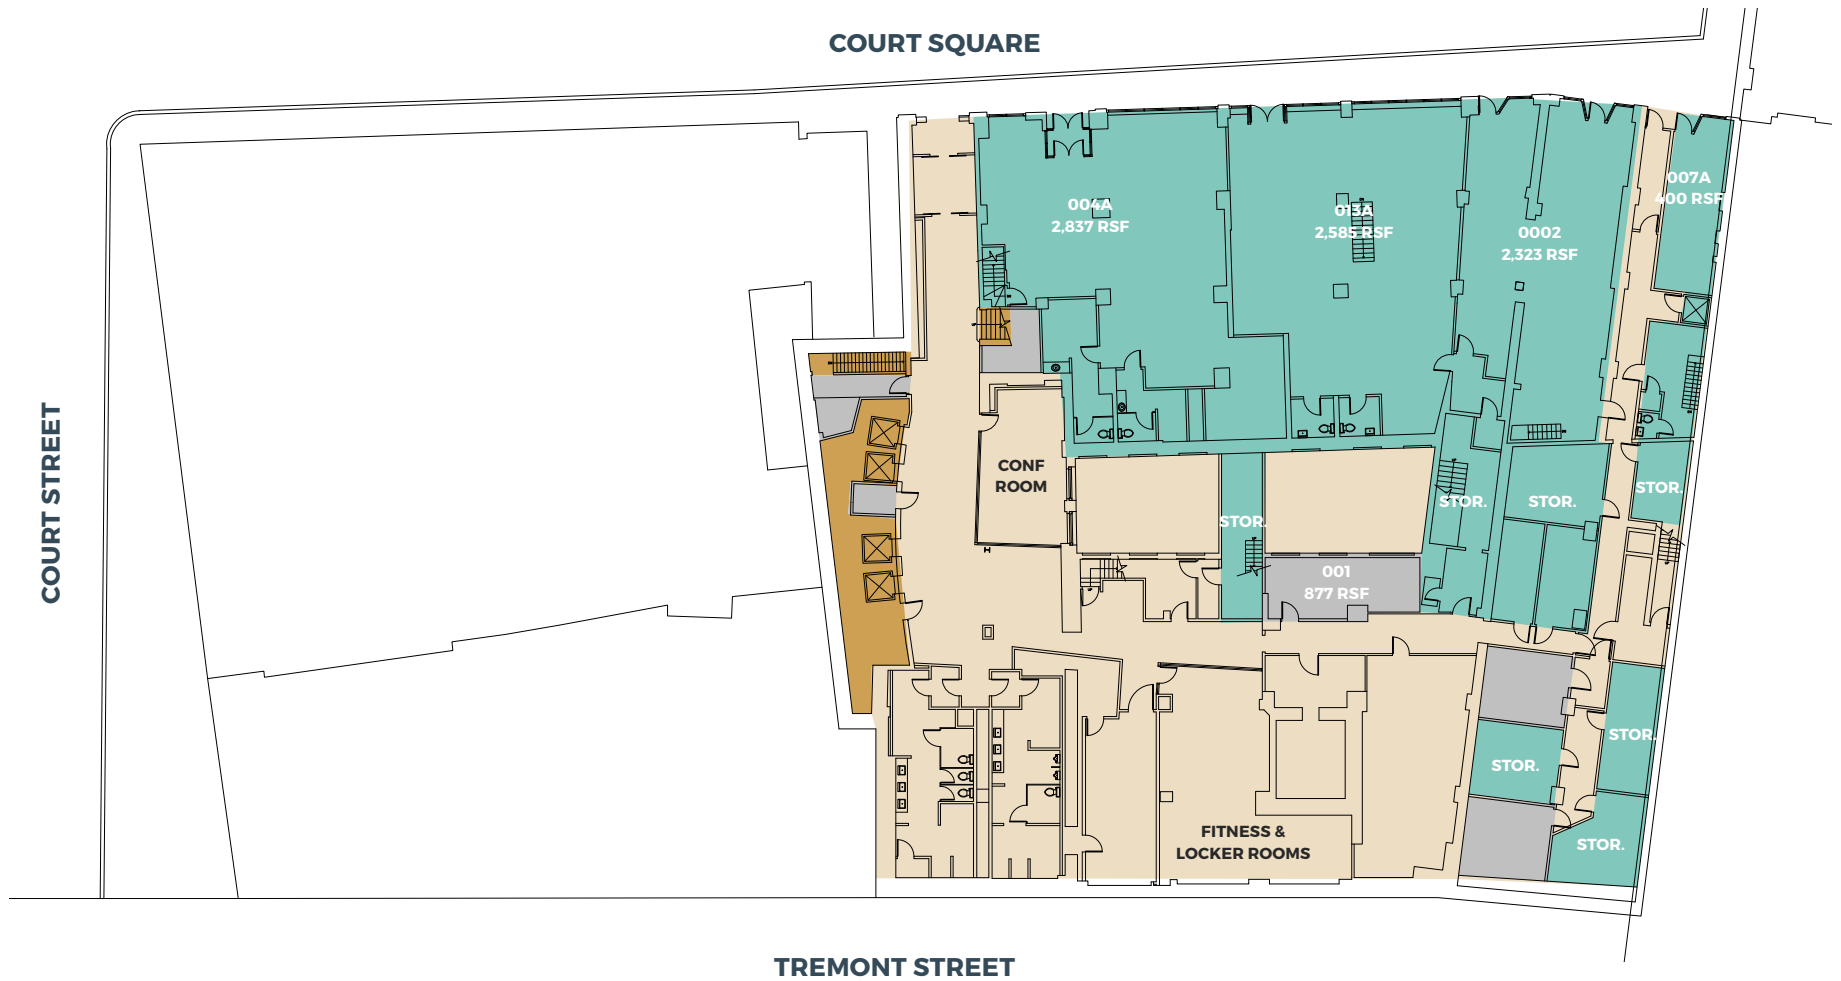 COURT SQUARE
007A
400 RSF
004A
2,837 RSF
013A
2,585 RSF
0002
2,323 RSF
COURT STREET
CONF
ROOM
STOR.
STOR.
STOR.
STOR.
001
877 RSF
STOR.
STOR.
STOR.
FITNESS &
LOCKER ROOMS
TREMONT STREET